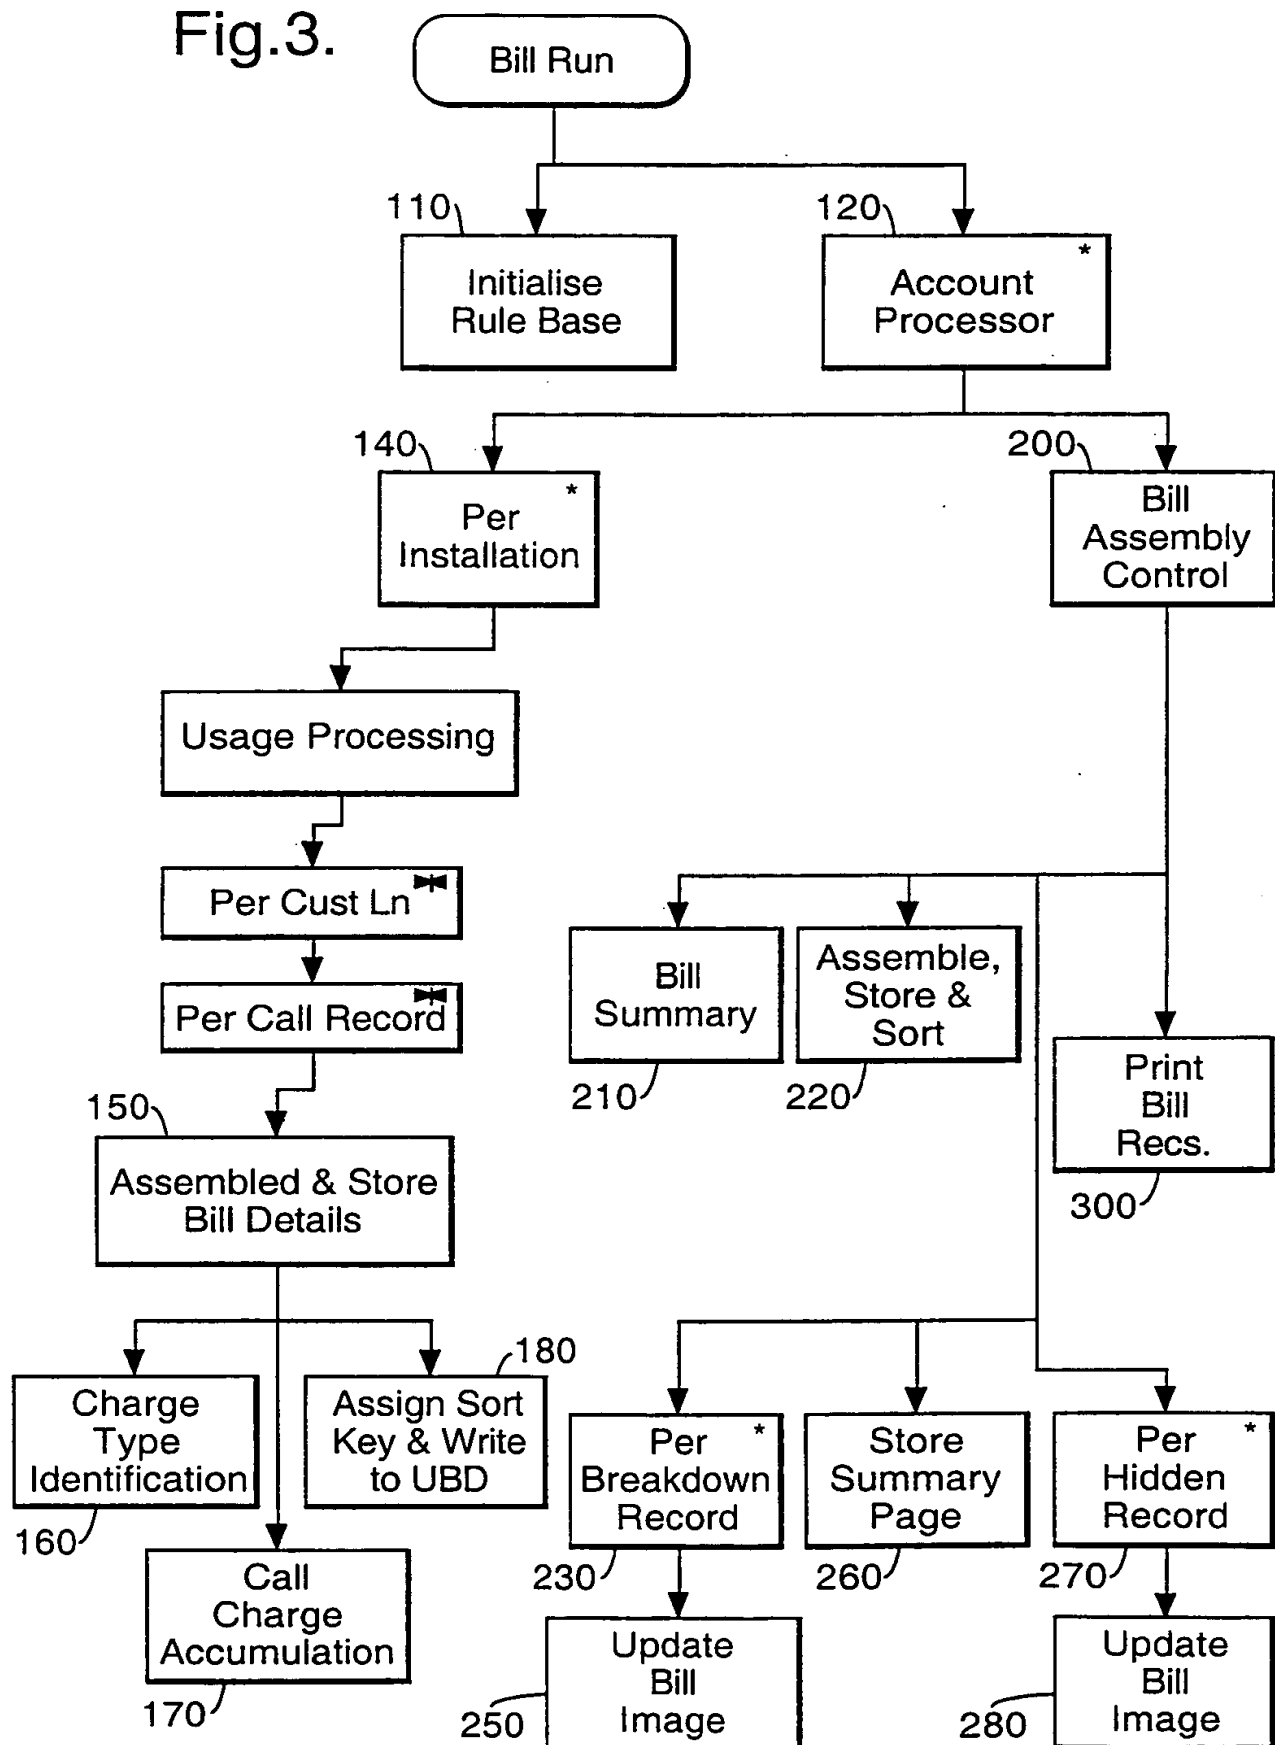 Fig.3.
Bill Run
110
Initialise
Rule Base
120
*
Account
Processor
140
*
Per
Installation
200
Bill
Assembly
Control
Usage Processing
Per Cust Ln
Per Call Record
Bill
Summary
210
Assemble,
Store &
Sort
220
Print
Bill
Recs.
300
150
Assembled & Store
Bill Details
Charge
Type
Identification
160
180
Assign Sort
Key & Write
to UBD
Call
Charge
Accumulation
170
*
Per
Breakdown
Record
230
Store
Summary
Page
260
*
Per
Hidden
Record
270
Update
Bill
Image
250
Update
Bill
Image
280